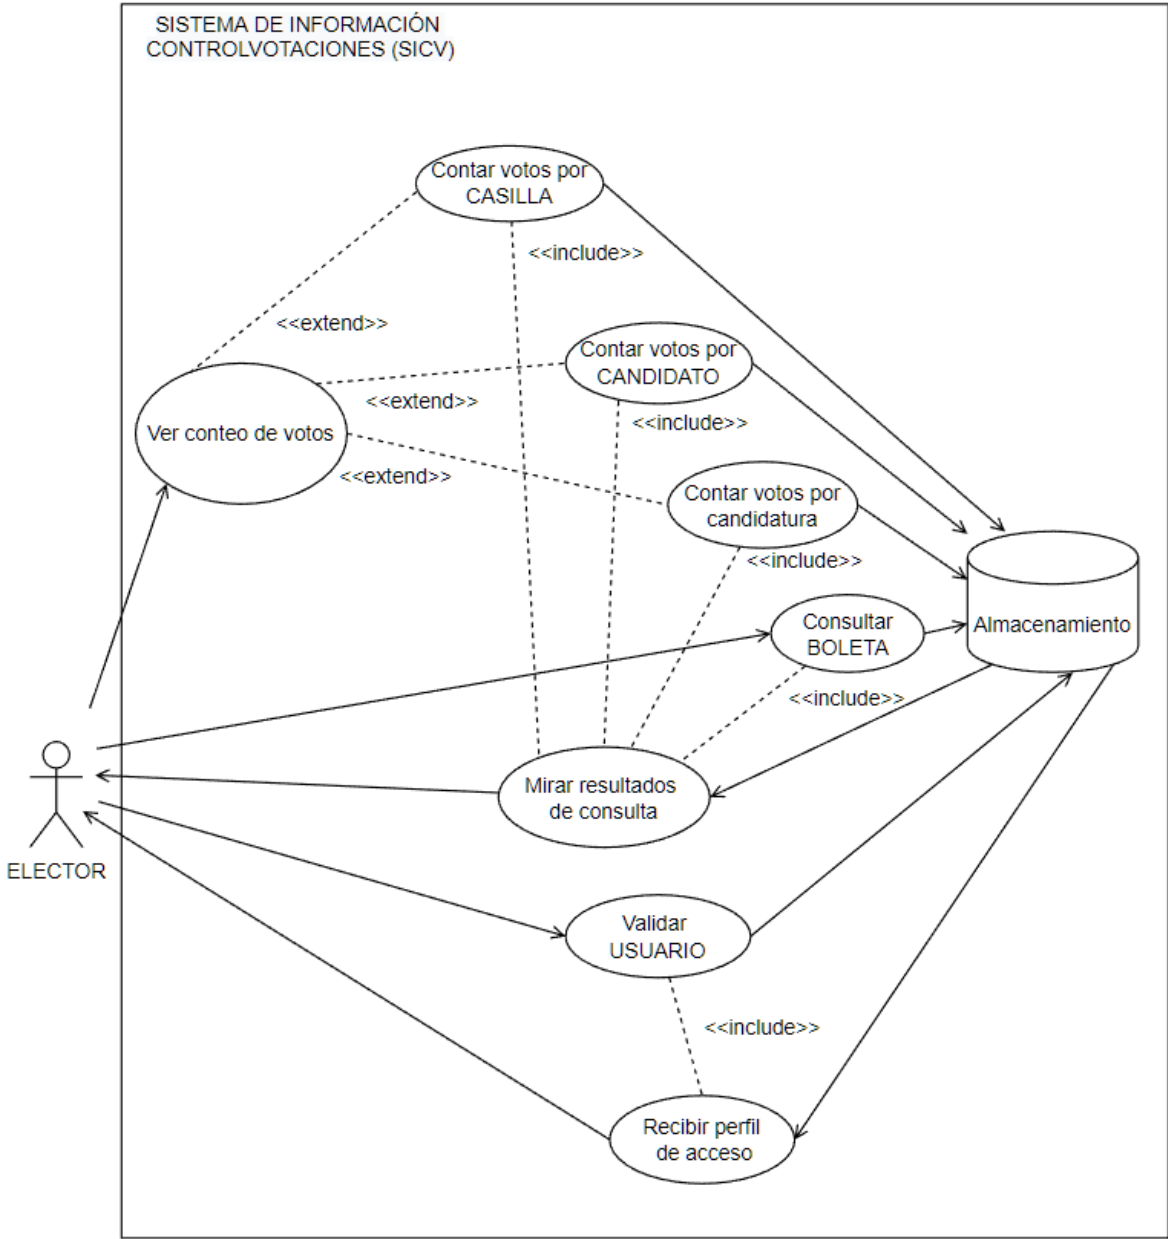 SISTEMA DE INFORMACIÓN
CONTROLVOTACIONES (SICV)
Contar votos por
CASILLA
<<include>>
<<extend>>
Contar votos por
CANDIDATO
<<extend>>
<<include>>
Ver conteo de votos
<<extend>>
Contar votos por
candidatura
<<include>>
Consultar
BOLETA
Almacenamiento
<<include>>
Mirar resultados
de consulta
ELECTOR
Validar
USUARIO
<<include>>
Recibir perfil
de acceso